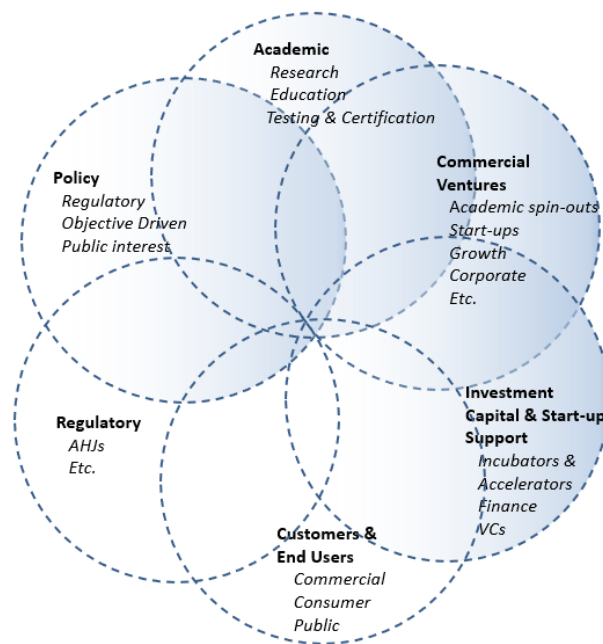 Academic
Research
Education
Testing & Certification
Commercial
Ventures
Academic spin-outs
Start-ups
Growth
Corporate
Etc.
Policy
Regulatory
Objective Driven
Public interest
Investment
Capital & Start-up
Support
Incubators &
Accelerators
Finance
VCs
Regulatory
AHJs
Etc.
Customers &
End Users
Commercial
Consumer
Public